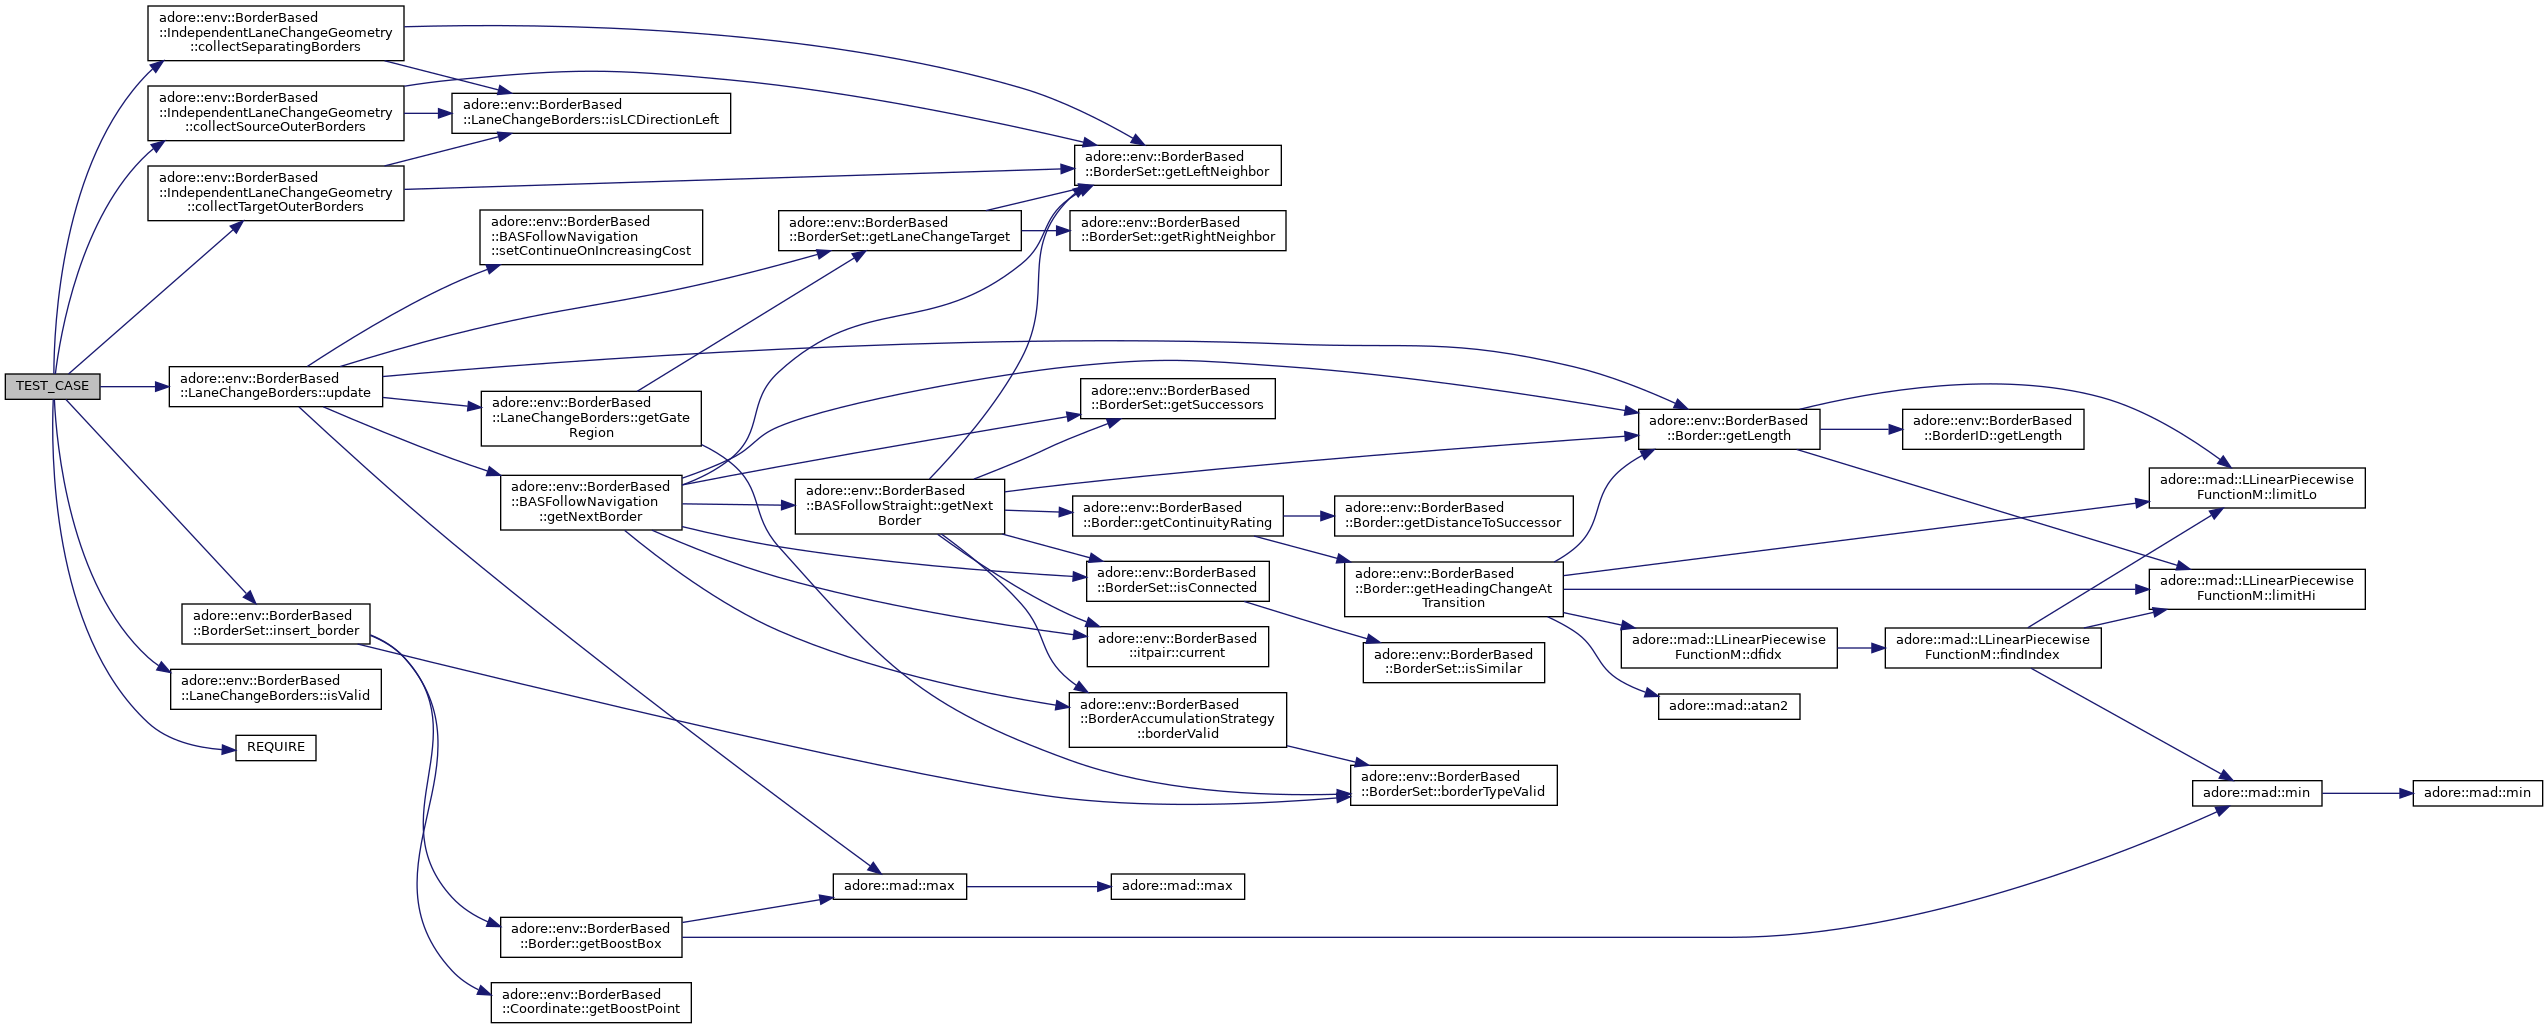 adore::env::BorderBased
::IndependentLaneChangeGeometry
::collectSeparatingBorders
adore::env::BorderBased
::IndependentLaneChangeGeometry
::collectSourceOuterBorders
adore::env::BorderBased
::LaneChangeBorders::isLCDirectionLeft
adore::env::BorderBased
::BorderSet::getLeftNeighbor
adore::env::BorderBased
::IndependentLaneChangeGeometry
::collectTargetOuterBorders
adore::env::BorderBased
::BASFollowNavigation
::setContinueOnIncreasingCost
adore::env::BorderBased
::BorderSet::getLaneChangeTarget
adore::env::BorderBased
::BorderSet::getRightNeighbor
TEST_CASE
adore::env::BorderBased
::LaneChangeBorders::update
adore::env::BorderBased
::LaneChangeBorders::getGate
Region
adore::env::BorderBased
::BorderSet::getSuccessors
adore::env::BorderBased
::Border::getLength
adore::env::BorderBased
::BorderID::getLength
adore::env::BorderBased
::BASFollowNavigation
::getNextBorder
adore::env::BorderBased
::BASFollowStraight::getNext
Border
adore::env::BorderBased
::Border::getContinuityRating
adore::env::BorderBased
::Border::getDistanceToSuccessor
adore::mad::LLinearPiecewise
FunctionM::limitLo
adore::env::BorderBased
::BorderSet::isConnected
adore::env::BorderBased
::Border::getHeadingChangeAt
Transition
adore::mad::LLinearPiecewise
FunctionM::limitHi
adore::env::BorderBased
::BorderSet::insert_border
adore::env::BorderBased
::itpair::current
adore::env::BorderBased
::BorderSet::isSimilar
adore::mad::LLinearPiecewise
FunctionM::dfidx
adore::mad::LLinearPiecewise
FunctionM::findIndex
adore::env::BorderBased
::LaneChangeBorders::isValid
adore::env::BorderBased
::BorderAccumulationStrategy
::borderValid
adore::mad::atan2
REQUIRE
adore::env::BorderBased
::BorderSet::borderTypeValid
adore::mad::min
adore::mad::min
adore::mad::max
adore::mad::max
adore::env::BorderBased
::Border::getBoostBox
adore::env::BorderBased
::Coordinate::getBoostPoint